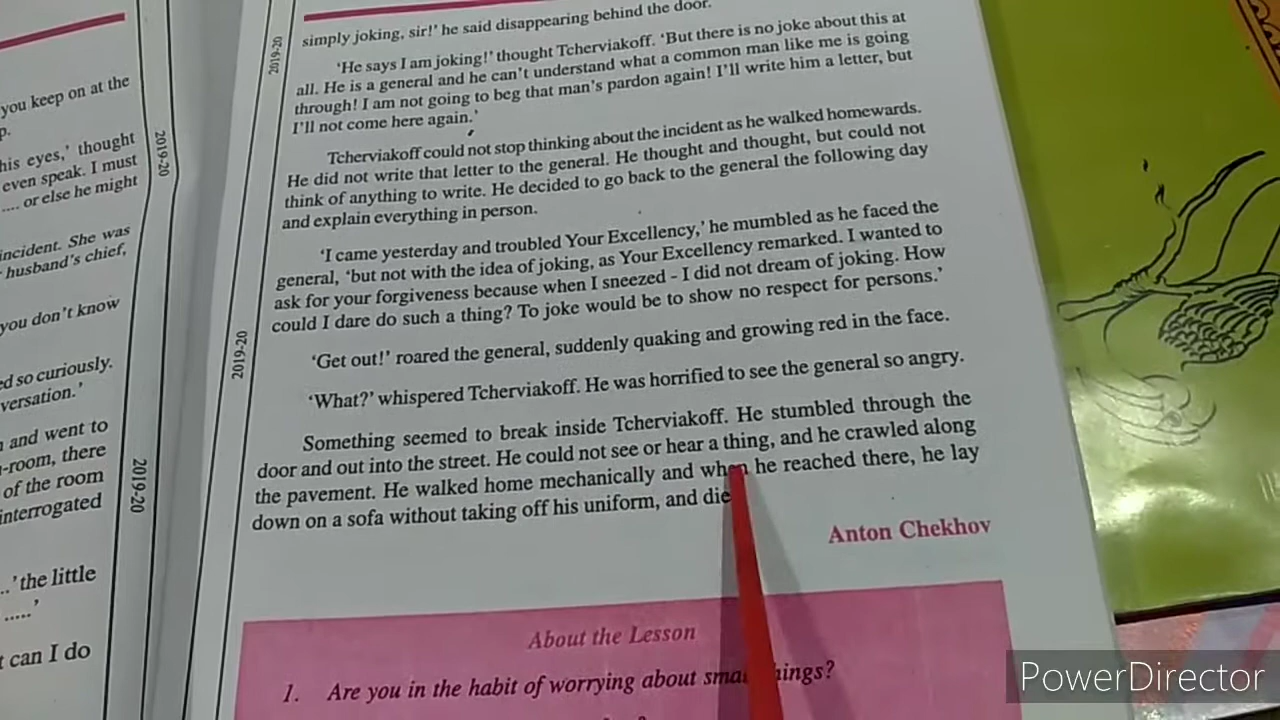 you keep on at the
p.
his eyes,' thought
even speak. I must
.... or else he might
incident. She was
husband's chief,
you don't know
ed so curiously.
versation.'
and went to
-room, there
of the room
interrogated
..' the little
.....'
t can I do
2019-20
2019-20
2019-20
2019-20
simply joking, sir!' he said disappearing behind the door.
'He says I am joking!' thought Tcherviakoff. 'But there is no joke about this at
all. He is a general and he can't understand what a common man like me is going
through! I am not going to beg that man's pardon again! I'll write him a letter, but
I'll not come here again.'
Tcherviakoff could not stop thinking about the incident as he walked homewards.
He did not write that letter to the general. He thought and thought, but could not
think of anything to write. He decided to go back to the general the following day
and explain everything in person.
'I came yesterday and troubled Your Excellency,' he mumbled as he faced the
general, 'but not with the idea of joking, as Your Excellency remarked. I wanted to
ask for your forgiveness because when I sneezed - I did not dream of joking. How
could I dare do such a thing? To joke would be to show no respect for persons.'
'Get out!' roared the general, suddenly quaking and growing red in the face.
'What?' whispered Tcherviakoff. He was horrified to see the general so angry.
Something seemed to break inside Tcherviakoff. He stumbled through the
door and out into the street. He could not see or hear a thing, and he crawled along
the pavement. He walked home mechanically and when he reached there, he lay
down on a sofa without taking off his uniform, and die
Anton Chekhov
About the Lesson
1. Are you in the habit of worrying about small things?
PowerDirector